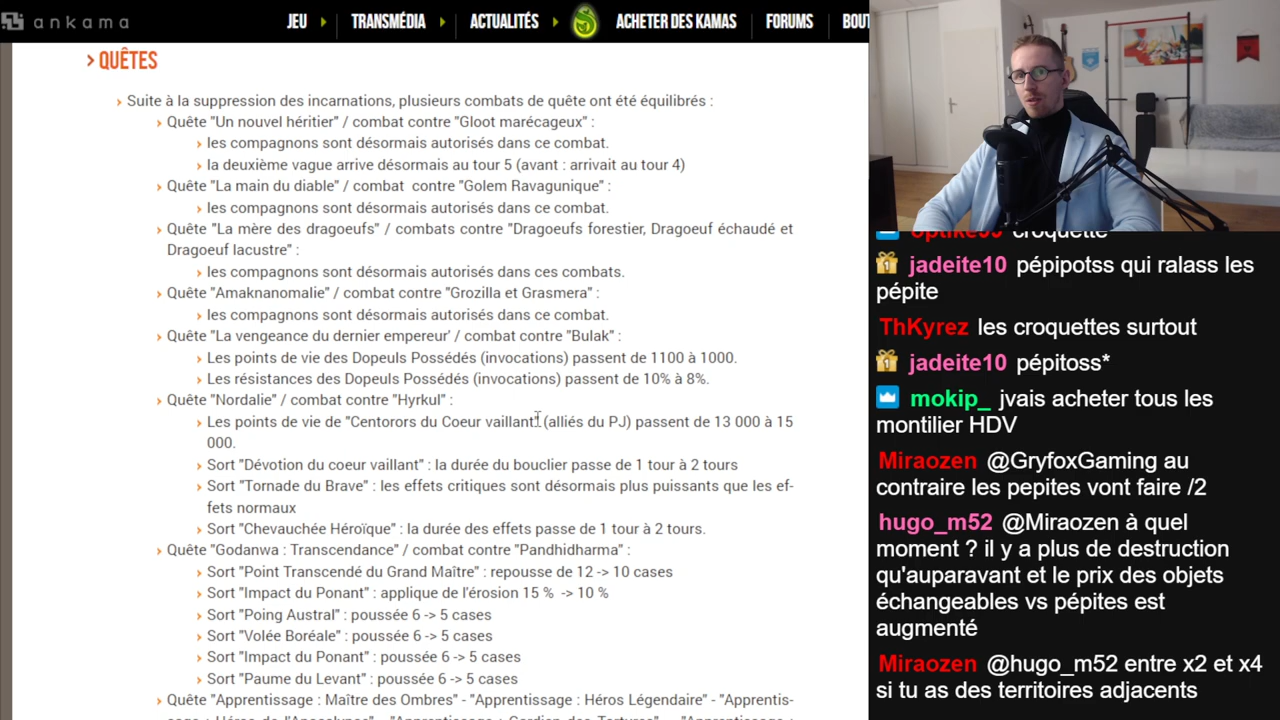 ankama
JEU
TRANSMÉDIA
ACTUALITÉS
ACHETER DES KAMAS
FORUMS
BOUT
> QUÊTES
Suite à la suppression des incarnations, plusieurs combats de quête ont été équilibrés :
Quête "Un nouvel héritier" / combat contre "Gloot marécageux" :
les compagnons sont désormais autorisés dans ce combat.
la deuxième vague arrive désormais au tour 5 (avant : arrivait au tour 4)
Quête "La main du diable" / combat contre "Golem Ravagunique" :
les compagnons sont désormais autorisés dans ce combat.
Quête "La mère des dragoeufs" / combats contre "Dragoeufs forestier, Dragoeuf échaudé et
Dragoeuf lacustre" :
les compagnons sont désormais autorisés dans ces combats.
Quête "Amaknanomalie" / combat contre "Grozilla et Grasmera" :
les compagnons sont désormais autorisés dans ce combat.
Quête "La vengeance du dernier empereur' / combat contre "Bulak" :
Les points de vie des Dopeuls Possédés (invocations) passent de 1100 à 1000.
Les résistances des Dopeuls Possédés (invocations) passent de 10% à 8%.
Quête "Nordalie" / combat contre "Hyrkul" :
Les points de vie de "Centorors du Coeur vaillant" (alliés du PJ) passent de 13 000 à 15
000.
Sort "Dévotion du coeur vaillant" : la durée du bouclier passe de 1 tour à 2 tours
Sort "Tornade du Brave" : les effets critiques sont désormais plus puissants que les ef-
fets normaux
Sort "Chevauchée Héroïque" : la durée des effets passe de 1 tour à 2 tours.
Quête "Godanwa : Transcendance" / combat contre "Pandhidharma" :
Sort "Point Transcendé du Grand Maître" : repousse de 12 -> 10 cases
Sort "Impact du Ponant" : applique de l'érosion 15 % -> 10 %
Sort "Poing Austral" : poussée 6 -> 5 cases
Sort "Volée Boréale" : poussée 6 -> 5 cases
Sort "Impact du Ponant" : poussée 6 -> 5 cases
Sort "Paume du Levant" : poussée 6 -> 5 cases
Quête "Apprentissage : Maître des Ombres" - "Apprentissage : Héros Légendaire" - "Apprentis-
croquette
jadeite10 pépipotss qui ralass les
pépite
ThKyrez les croquettes surtout
jadeite10 pépitoss*
mokip_ jvais acheter tous les
montilier HDV
Miraozen @GryfoxGaming au
contraire les pepites vont faire /2
hugo_m52 @Miraozen à quel
moment ? il y a plus de destruction
qu'auparavant et le prix des objets
échangeables vs pépites est
augmenté
Miraozen @hugo_m52 entre x2 et x4
si tu as des territoires adjacents